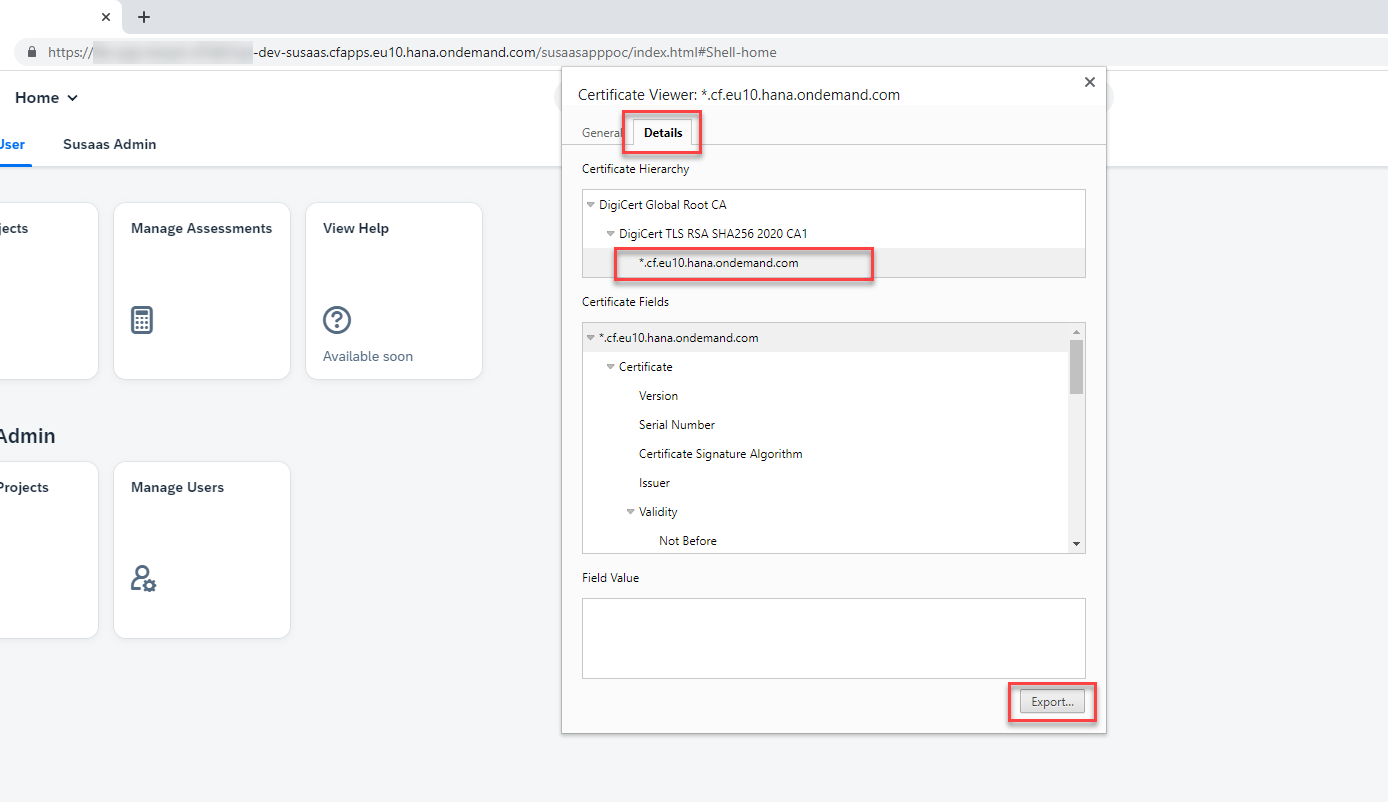 https://
-dev-susaas.cfapps.eu10.hana.ondemand.com/susaasapppoc/index.html#Shell-home
Home
User
Susaas Admin
Manage Assessments
View Help
Available soon
Admin
Projects
Manage Users
Certificate Viewer: *.cf.eu10.hana.ondemand.com
General
Details
Certificate Hierarchy
DigiCert Global Root CA
DigiCert TLS RSA SHA256 2020 CA1
*.cf.eu10.hana.ondemand.com
Certificate Fields
*.cf.eu10.hana.ondemand.com
Certificate
Version
Serial Number
Certificate Signature Algorithm
Issuer
Validity
Not Before
Field Value
Export...